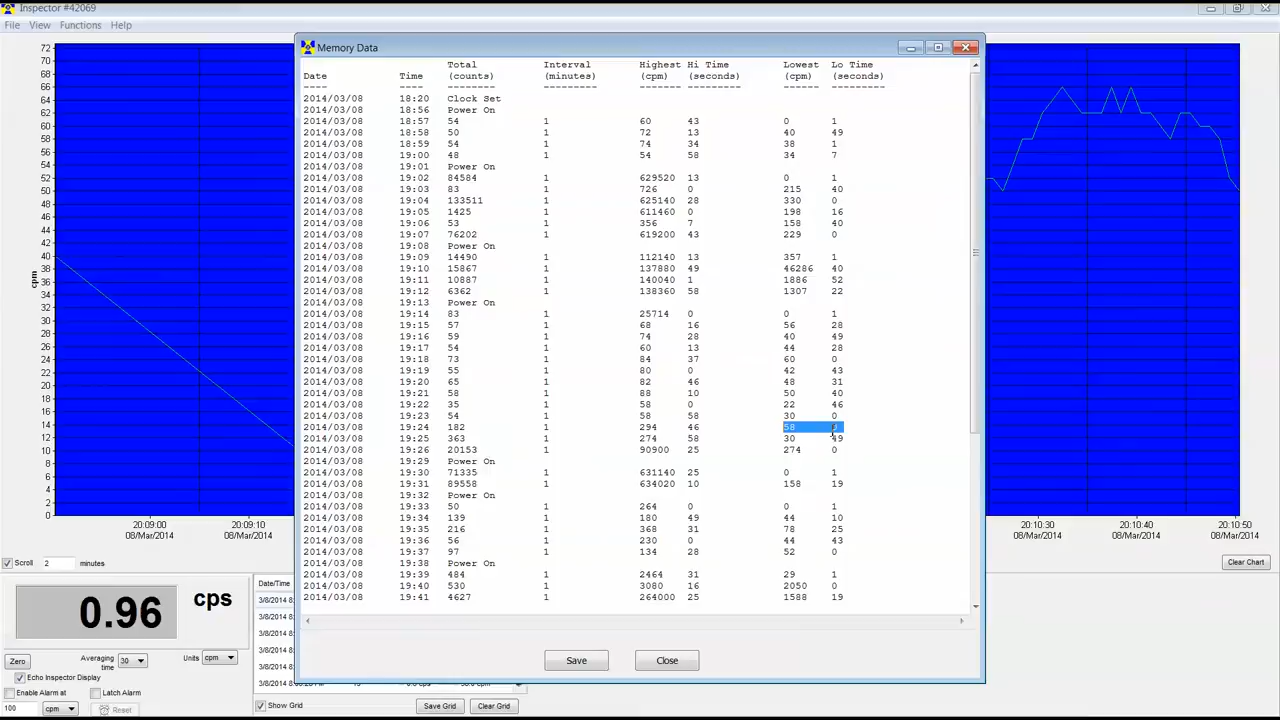 Inspector #42069
File View Functions Help
Memory Data
Total Interval Highest Hi Time Lowest Lo Time
Date Time (counts) (minutes) (cpm) (seconds) (cpm) (seconds)
2014/03/08 18:20 Clock Set
2014/03/08 18:56 Power On
2014/03/08 18:57 54 1 60 43 0 1
2014/03/08 18:58 50 1 72 13 40 49
2014/03/08 18:59 54 1 74 34 38 1
2014/03/08 19:00 48 1 54 58 34 7
2014/03/08 19:01 Power On
2014/03/08 19:02 84584 1 629520 13 0 1
2014/03/08 19:03 83 1 726 0 215 40
2014/03/08 19:04 133511 1 625140 28 330 0
2014/03/08 19:05 1425 1 611460 0 198 16
2014/03/08 19:06 53 1 356 7 158 40
2014/03/08 19:07 76202 1 619200 43 229 0
2014/03/08 19:08 Power On
2014/03/08 19:09 14490 1 112140 13 357 1
2014/03/08 19:10 15867 1 137880 49 46286 40
2014/03/08 19:11 10887 1 140040 1 1886 52
2014/03/08 19:12 6362 1 138360 58 1307 22
2014/03/08 19:13 Power On
2014/03/08 19:14 83 1 25714 0 0 1
2014/03/08 19:15 57 1 68 16 56 28
2014/03/08 19:16 59 1 74 28 40 49
2014/03/08 19:17 54 1 60 13 44 28
2014/03/08 19:18 73 1 84 37 60 0
2014/03/08 19:19 55 1 80 0 42 43
2014/03/08 19:20 65 1 82 46 48 31
2014/03/08 19:21 58 1 88 10 50 40
2014/03/08 19:22 35 1 58 0 22 46
2014/03/08 19:23 54 1 58 58 30 0
2014/03/08 19:24 182 1 294 46 58
2014/03/08 19:25 363 1 274 58 30 49
2014/03/08 19:26 20153 1 90900 25 274 0
2014/03/08 19:29 Power On
2014/03/08 19:30 71335 1 631140 25 0 1
2014/03/08 19:31 89558 1 634020 10 158 19
2014/03/08 19:32 Power On
2014/03/08 19:33 50 1 264 0 0 1
2014/03/08 19:34 139 1 180 49 44 10
2014/03/08 19:35 216 1 368 31 78 25
2014/03/08 19:36 56 1 230 0 44 43
2014/03/08 19:37 97 1 134 28 52 0
2014/03/08 19:38 Power On
2014/03/08 19:39 484 1 2464 31 29 1
2014/03/08 19:40 530 1 3080 16 2050 0
2014/03/08 19:41 4627 1 264000 25 1588 19
Save Close
72
70
68
66
64
62
60
58
56
54
52
50
48
46
44
42
40
38
36
34
32
30
28
26
24
22
20
18
16
14
12
10
8
6
4
2
0
cpm
20:09:00 20:09:10 20:10:30 20:10:40 20:10:50
08/Mar/2014 08/Mar/2014 08/Mar/2014 08/Mar/2014 08/Mar/2014
Scroll 2 minutes Clear Chart
0.96 cps
Date/Time
3/8/2014 8:
3/8/2014 8:
3/8/2014 8:
3/8/2014 8:
3/8/2014 8:
3/8/2014 8:
Zero Averaging time 30 Units cpm
Echo Inspector Display
Enable Alarm at Latch Alarm
100 cpm Reset
Show Grid Save Grid Clear Grid